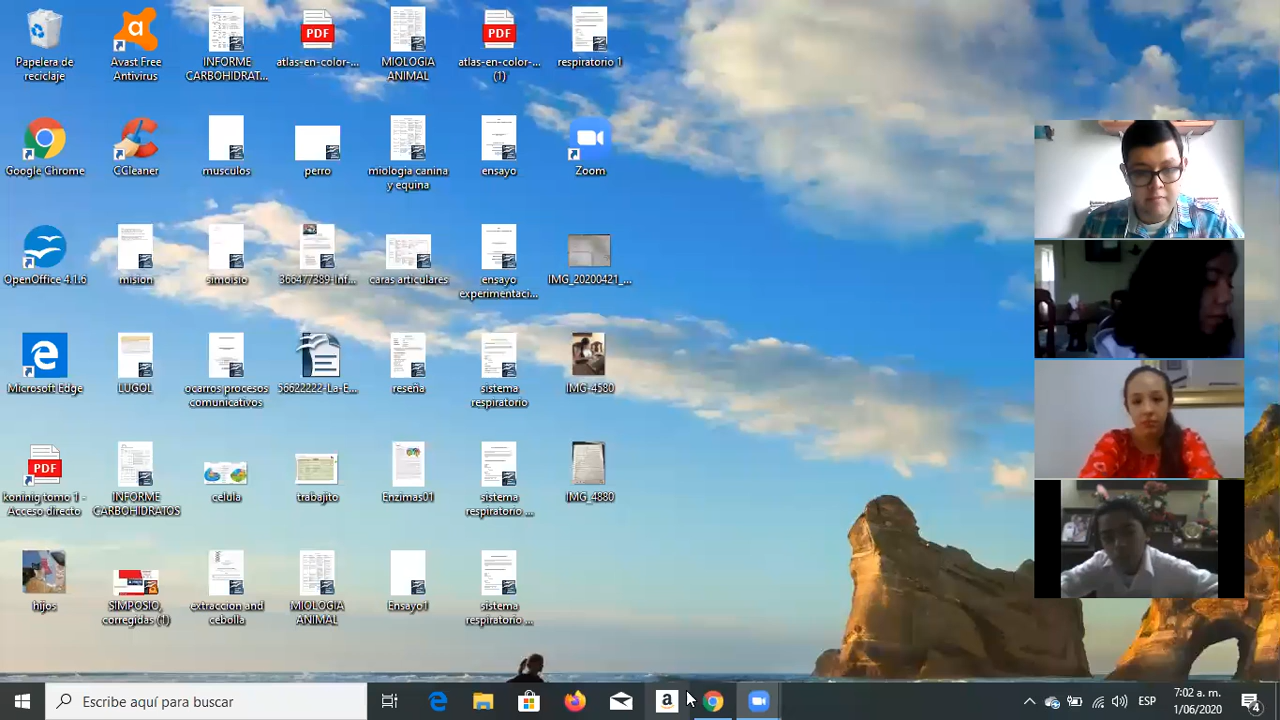 Papelera de
reciclaje
Avast Free
Antivirus
INFORME
CARBOHIDRAT...
PDF
atlas-en-color-...
MIOLOGIA
ANIMAL
PDF
atlas-en-color-...
(1)
respiratorio 1
Google Chrome
CCleaner
musculos
perro
miologia canina
y equina
ensayo
Zoom
OpenOffice 4.1.6
mision
simolsio
366477389-Inf...
caras articulares
ensayo
experimentaci...
IMG_20200421_...
Microsoft Edge
LUGOL
ocarros procesos
comunicativos
56622222-La-E...
reseña
sistema
respiratorio
IMG-4580
PDF
koninig tomo 1 -
Acceso directo
INFORME
CARBOHIDRATOS
celula
trabajito
Enzimas01
sistema
respiratorio ...
IMG_4880
hijos
SIMPOSIO,
corregidas (1)
extraccion and
cebolla
MIOLOGIA
ANIMAL
Ensayo1
sistema
respiratorio ...
Escribe aquí para buscar
ESP
7:02 a. m.
1/06/2020
4